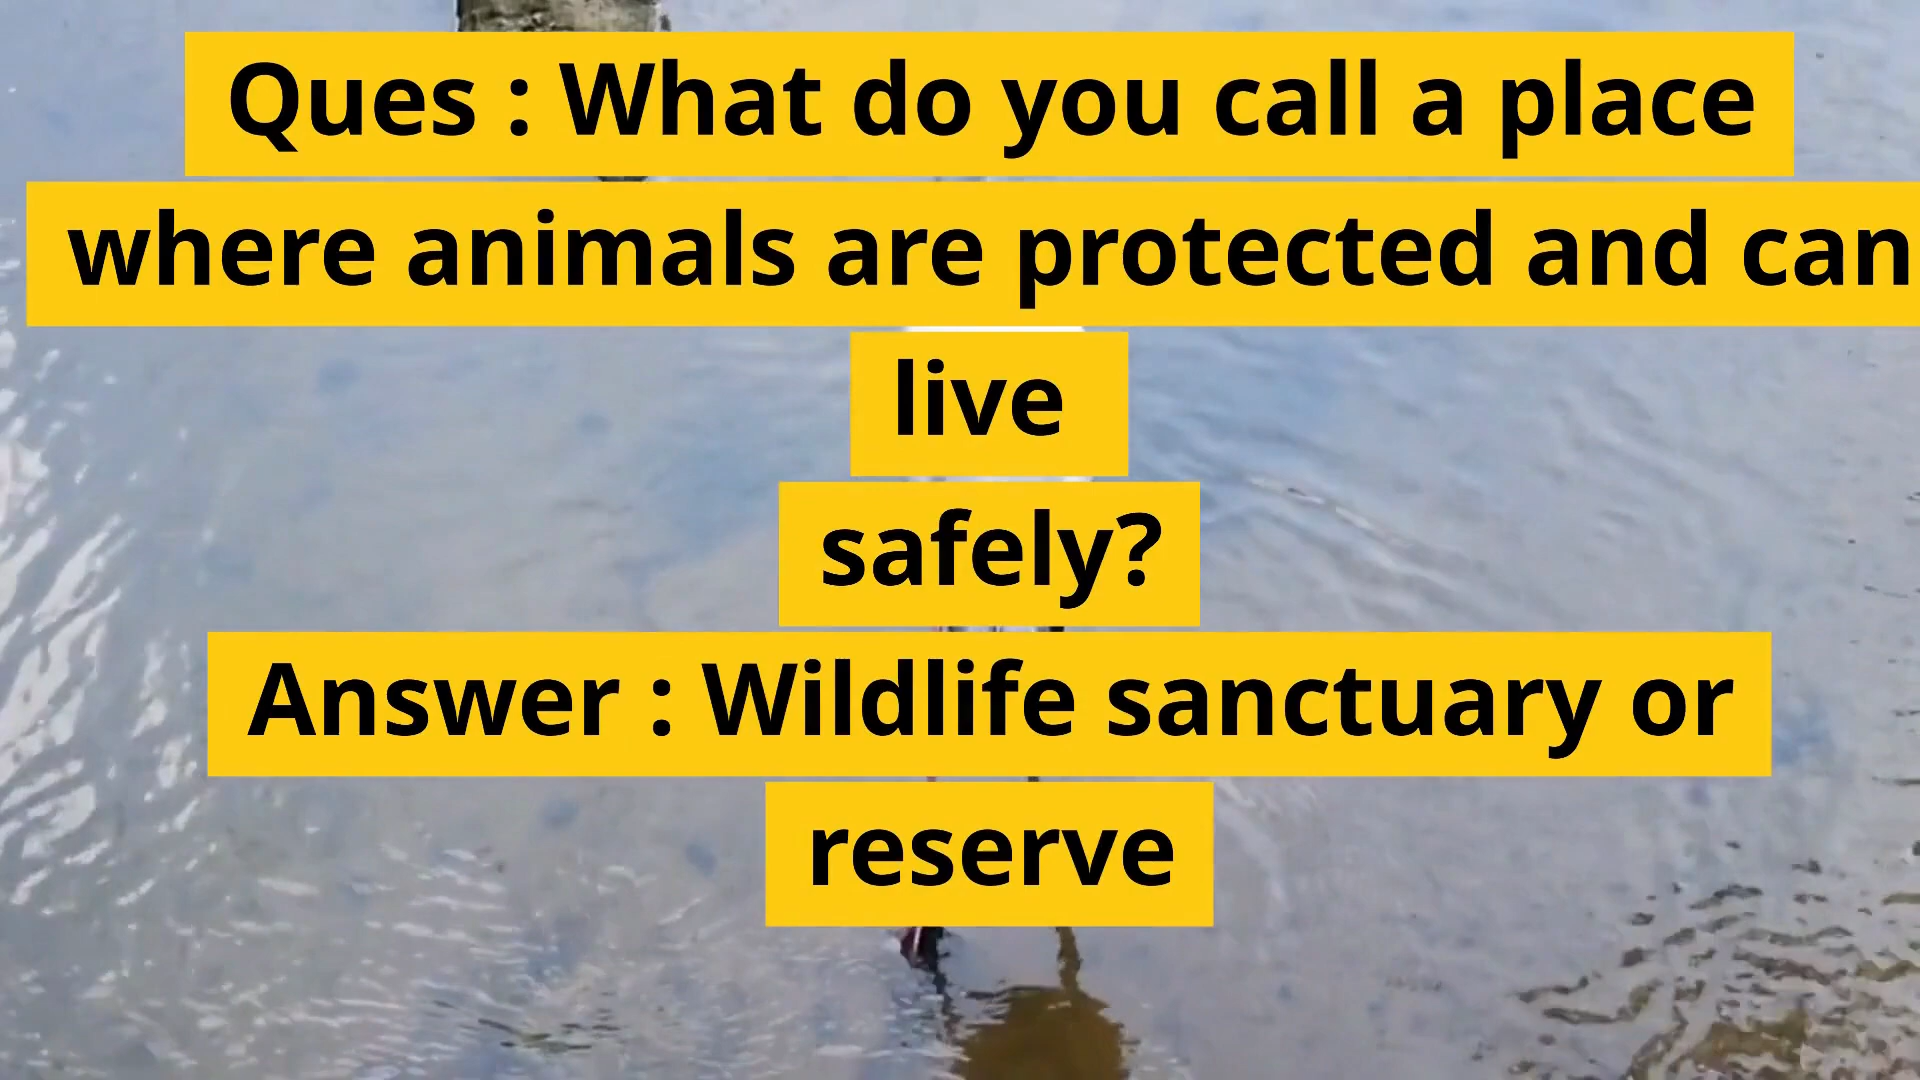 Ques : What do you call a place
where animals are protected and can
live
safely?
Answer : Wildlife sanctuary or
reserve